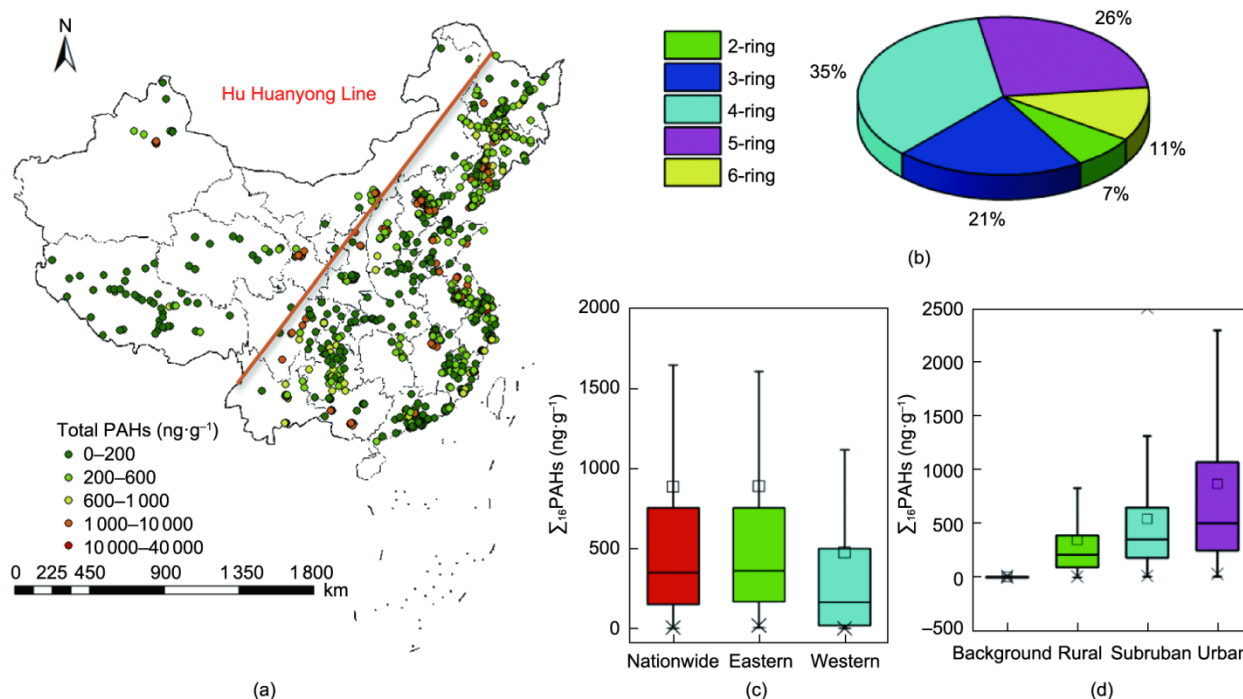 N
Hu Huanyong Line
Total PAHs (ng·g⁻¹)
0–200
200–600
600–1 000
1 000–10 000
10 000–40 000
0 225 450 900 1 350 1 800
km
(a)
2-ring
3-ring
4-ring
5-ring
6-ring
26%
35%
11%
7%
21%
(b)
2000
1500
1000
500
0
∑₁₆PAHs (ng·g⁻¹)
Nationwide Eastern Western
(c)
2500
2000
1500
1000
500
0
–500
∑₁₆PAHs (ng·g⁻¹)
Background Rural Subruban Urban
(d)